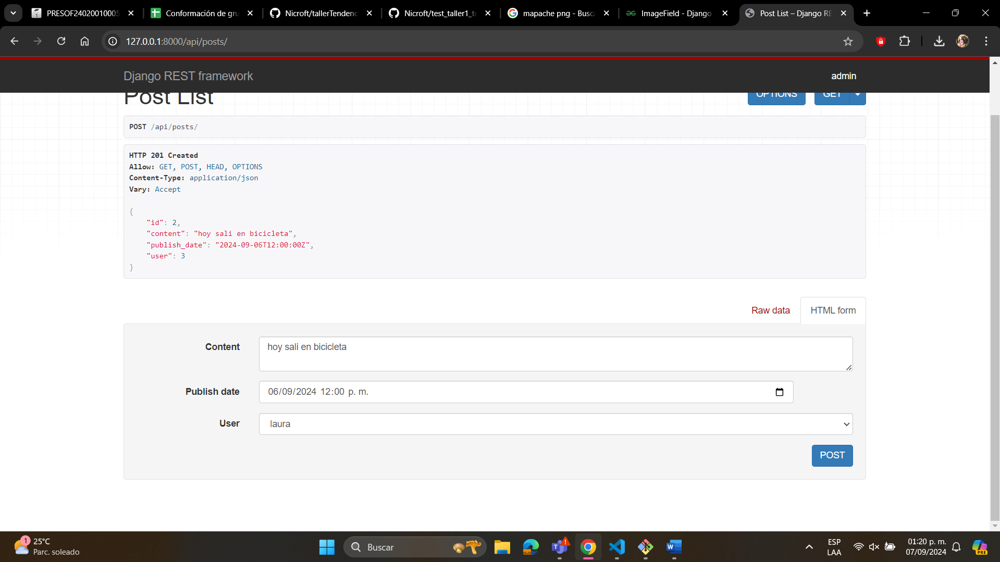 PRESOF24020010005
Conformación de gru
Nicroft/tallerTendenc
Nicroft/test_taller1_te
mapache png - Busca
ImageField - Django
Post List – Django RE
127.0.0.1:8000/api/posts/
Django REST framework
admin
Post List
OPTIONS
GET
POST /api/posts/
HTTP 201 Created
Allow: GET, POST, HEAD, OPTIONS
Content-Type: application/json
Vary: Accept
{
"id": 2,
"content": "hoy sali en bicicleta",
"publish_date": "2024-09-06T12:00:00Z",
"user": 3
}
Raw data
HTML form
Content
hoy sali en bicicleta
Publish date
06/09/2024 12:00 p. m.
User
laura
POST
1
25°C
Parc. soleado
Buscar
ESP
LAA
01:20 p. m.
07/09/2024
PRE